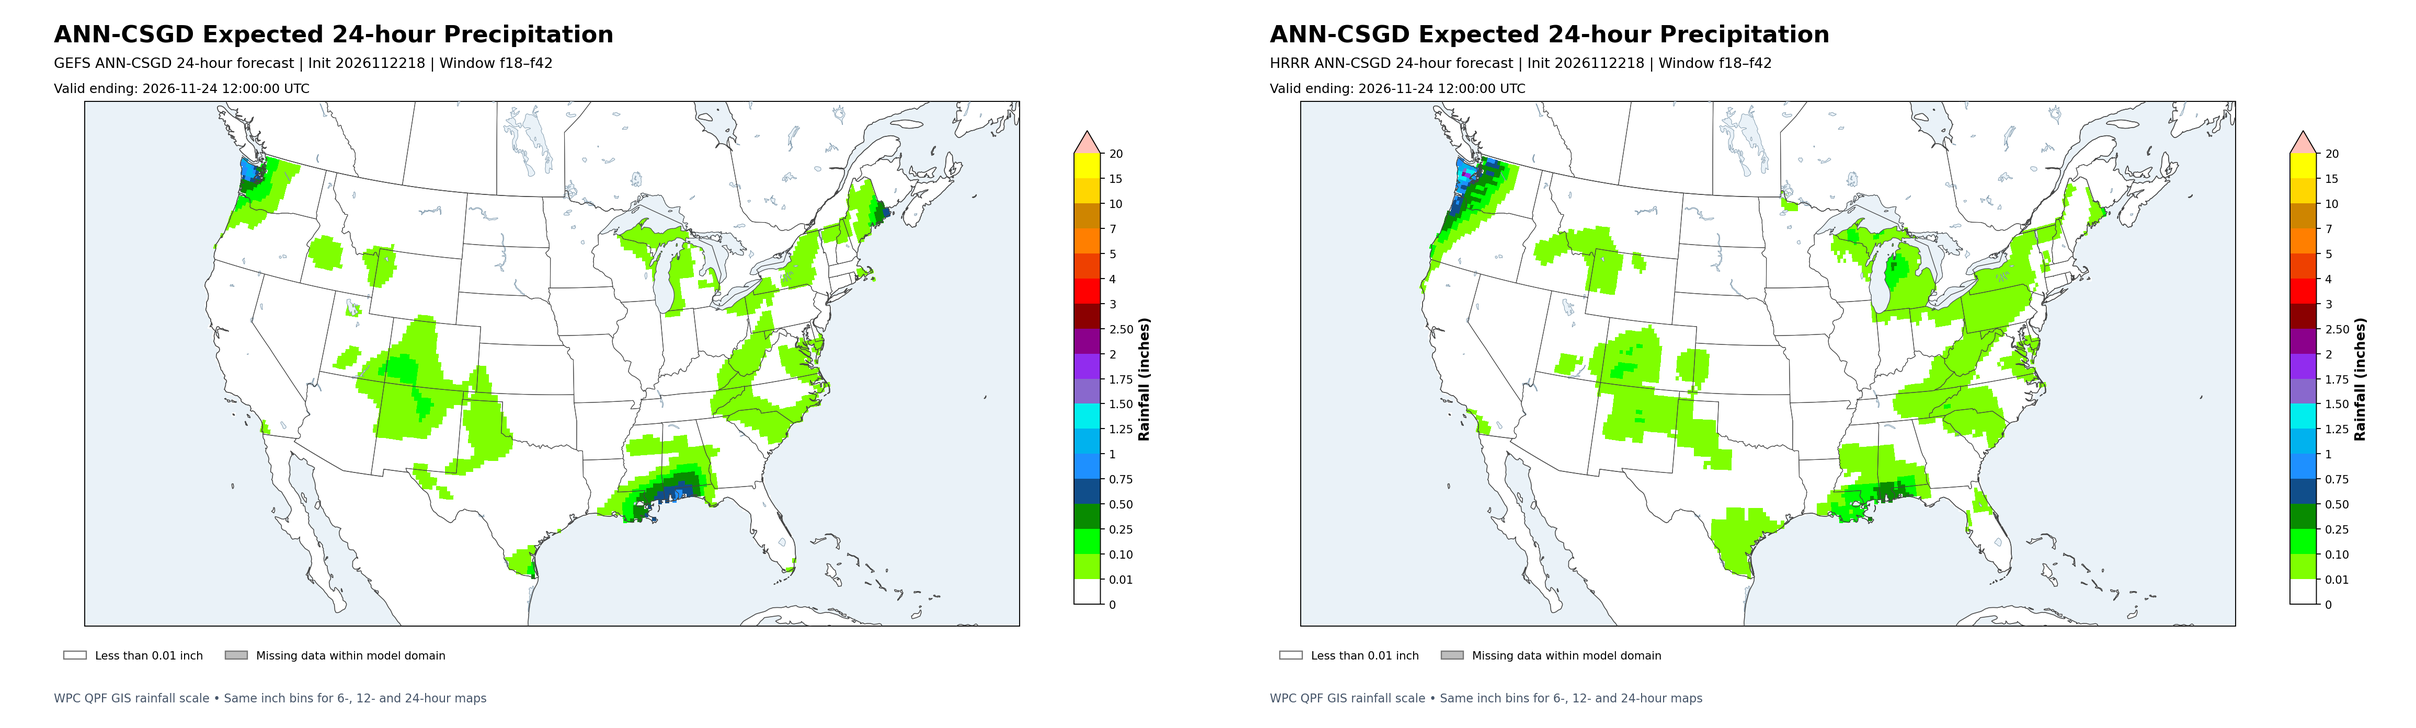 ANN-CSGD Expected 24-hour Precipitation
GEFS ANN-CSGD 24-hour forecast | Init 2026112218 | Window f18–f42
Valid ending: 2026-11-24 12:00:00 UTC
20
15
10
7
5
4
3
2.50
2
1.75
1.50
1.25
1
0.75
0.50
0.25
0.10
0.01
0
Rainfall (inches)
Less than 0.01 inch
Missing data within model domain
WPC QPF GIS rainfall scale • Same inch bins for 6-, 12- and 24-hour maps
ANN-CSGD Expected 24-hour Precipitation
HRRR ANN-CSGD 24-hour forecast | Init 2026112218 | Window f18–f42
Valid ending: 2026-11-24 12:00:00 UTC
20
15
10
7
5
4
3
2.50
2
1.75
1.50
1.25
1
0.75
0.50
0.25
0.10
0.01
0
Rainfall (inches)
Less than 0.01 inch
Missing data within model domain
WPC QPF GIS rainfall scale • Same inch bins for 6-, 12- and 24-hour maps